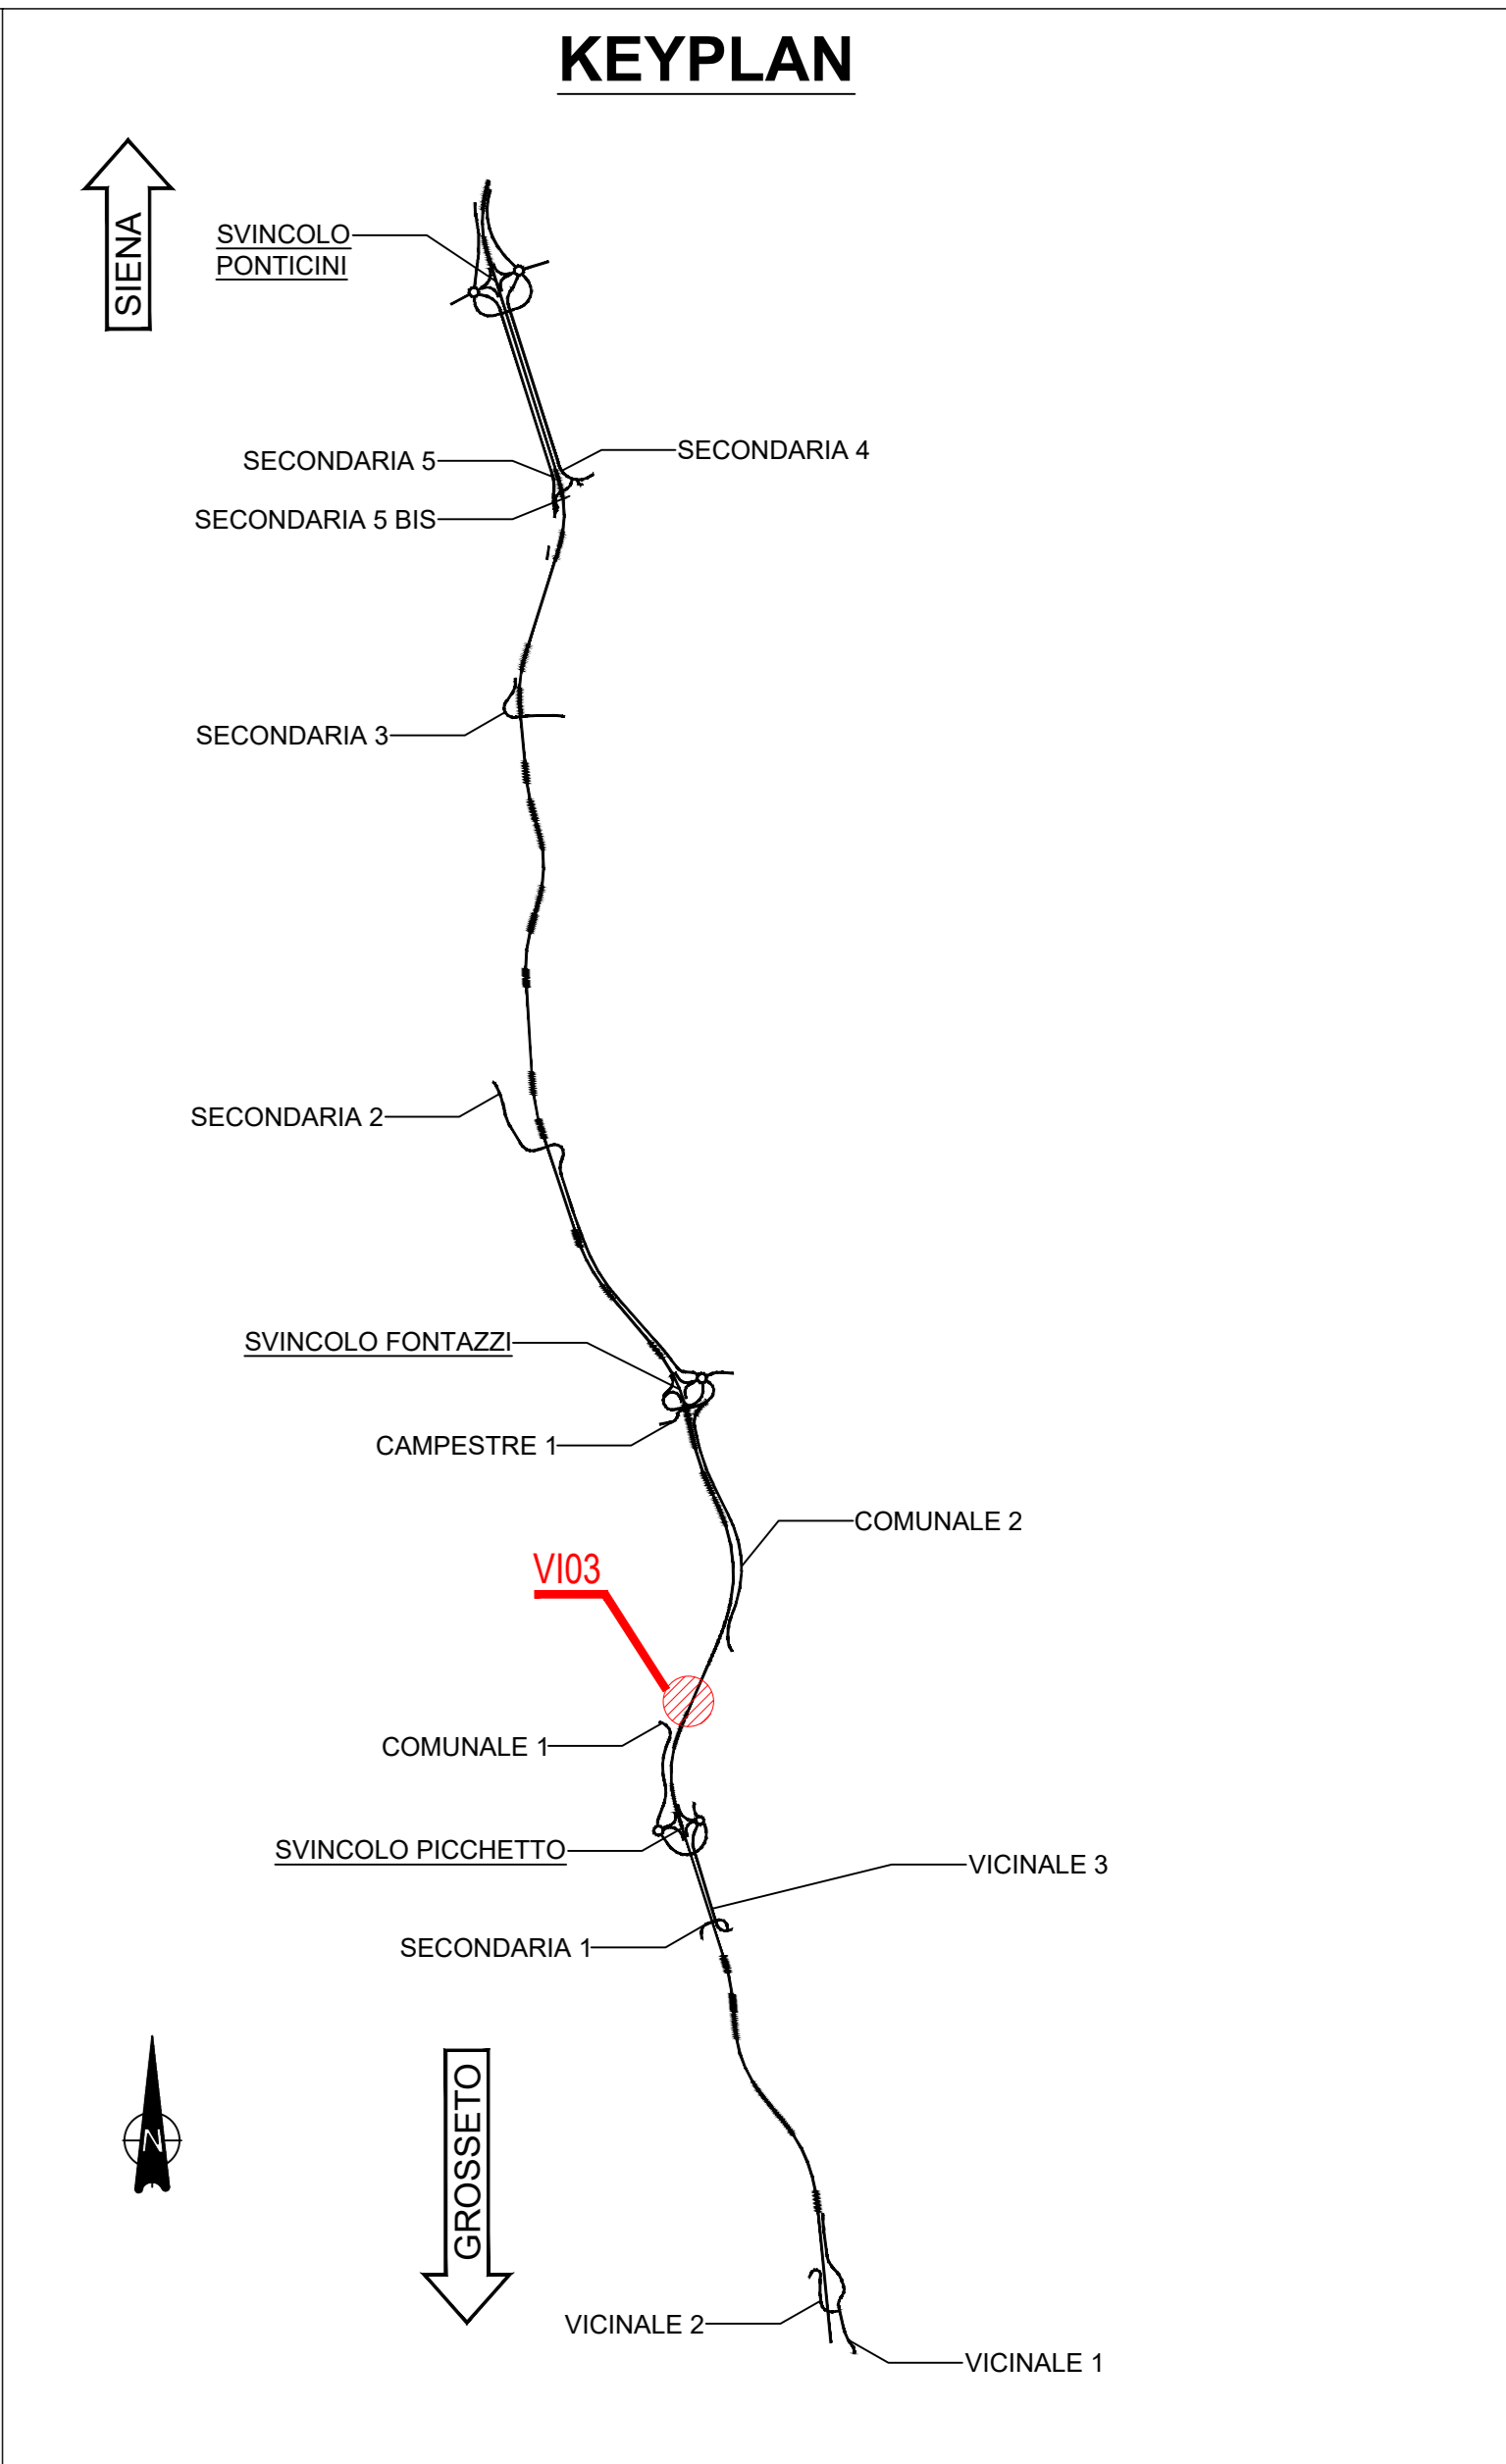 KEYPLAN
SIENA
SVINCOLO
PONTICINI
SECONDARIA 4
SECONDARIA 5
SECONDARIA 5 BIS
SECONDARIA 3
SECONDARIA 2
SVINCOLO FONTAZZI
CAMPESTRE 1
COMUNALE 2
VI03
COMUNALE 1
SVINCOLO PICCHETTO
VICINALE 3
SECONDARIA 1
N
GROSSETO
VICINALE 2
VICINALE 1